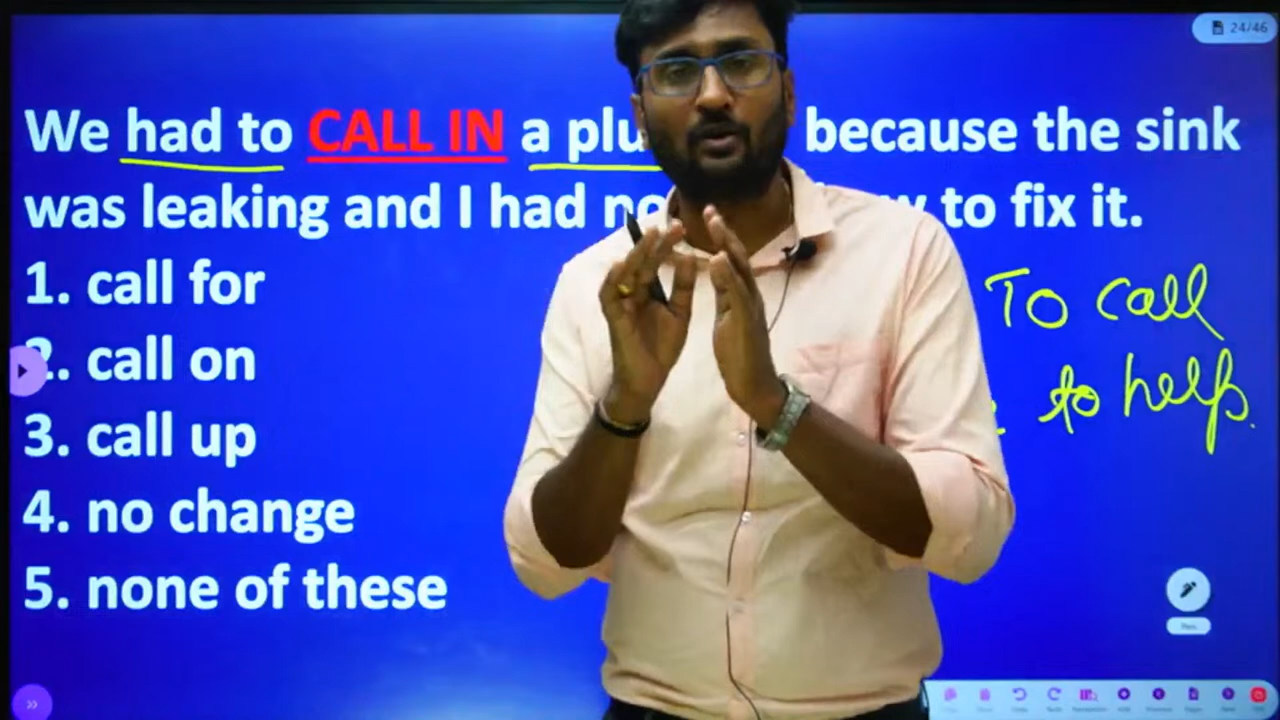 24/46
We had to CALL IN a plu because the sink
was leaking and I had no to fix it.
1. call for
2. call on
3. call up
4. no change
5. none of these
To call
to help.
Pen